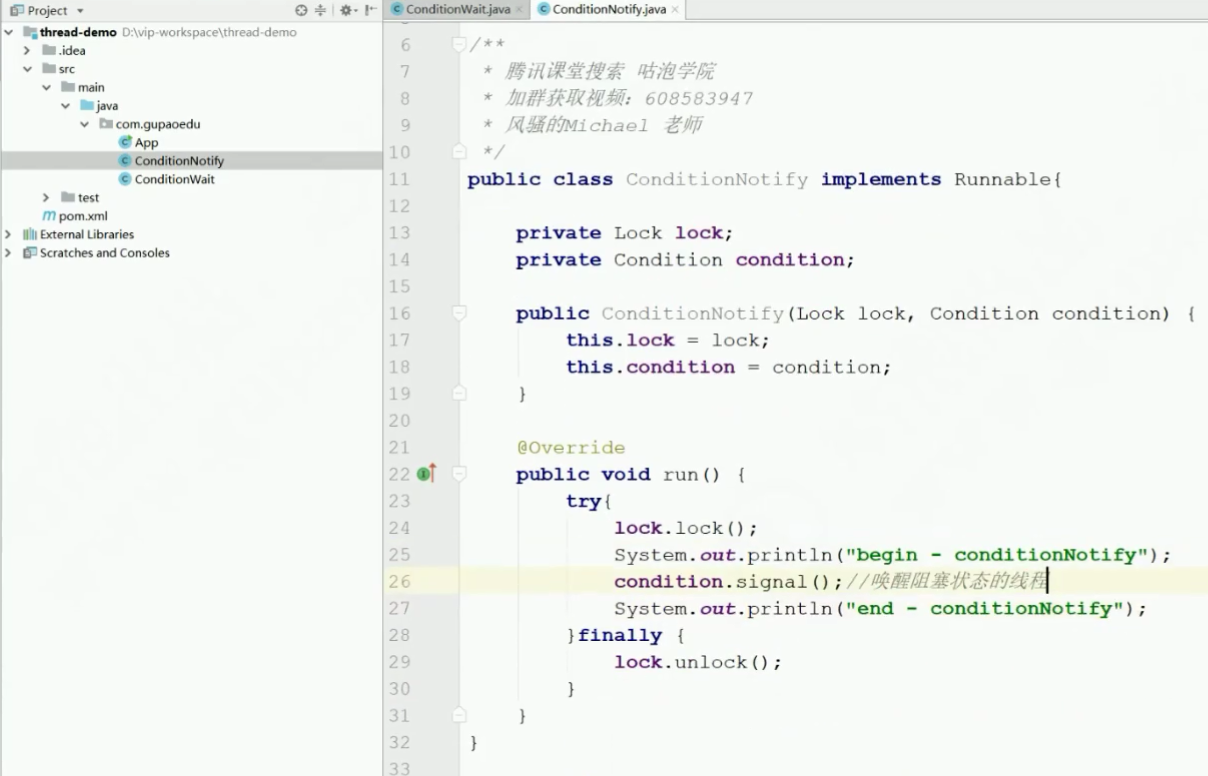 Project
ConditionWait.java
ConditionNotify.java
thread-demo D:\vip-workspace\thread-demo
.idea
src
main
java
com.gupaoedu
App
ConditionNotify
ConditionWait
test
pom.xml
External Libraries
Scratches and Consoles
6 /**
7 * 腾讯课堂搜索 咕泡学院
8 * 加群获取视频：608583947
9 * 风骚的Michael 老师
10 */
11 public class ConditionNotify implements Runnable{
12
13 private Lock lock;
14 private Condition condition;
15
16 public ConditionNotify(Lock lock, Condition condition) {
17 this.lock = lock;
18 this.condition = condition;
19 }
20
21 @Override
22 public void run() {
23 try{
24 lock.lock();
25 System.out.println("begin - conditionNotify");
26 condition.signal();//唤醒阻塞状态的线程
27 System.out.println("end - conditionNotify");
28 }finally {
29 lock.unlock();
30 }
31 }
32 }
33